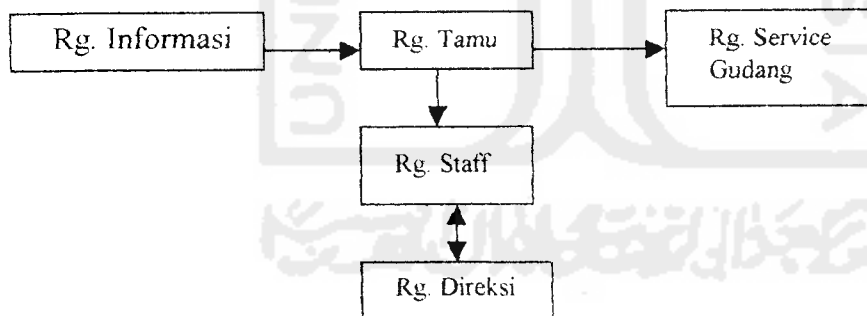 Rg. Informasi
Rg. Tamu
Rg. Service
Gudang
Rg. Staff
Rg. Direksi